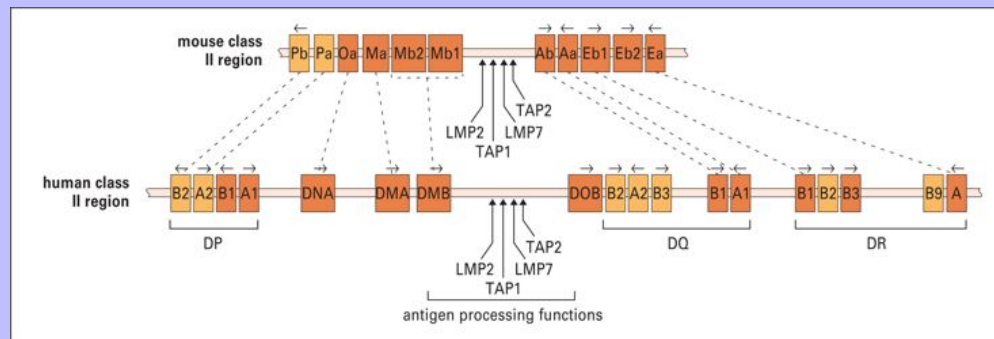 mouse class
II region
Pb Pa Oa Ma Mb2 Mb1 Ab Aa Eb1 Eb2 Ea
TAP2
LMP2 LMP7
TAP1
human class
II region
B2 A2 B1 A1 DNA DMA DMB DOB B2 A2 B3 B1 A1 B1 B2 B3 B9 A
DP DQ DR
TAP2
LMP2 LMP7
TAP1
antigen processing functions